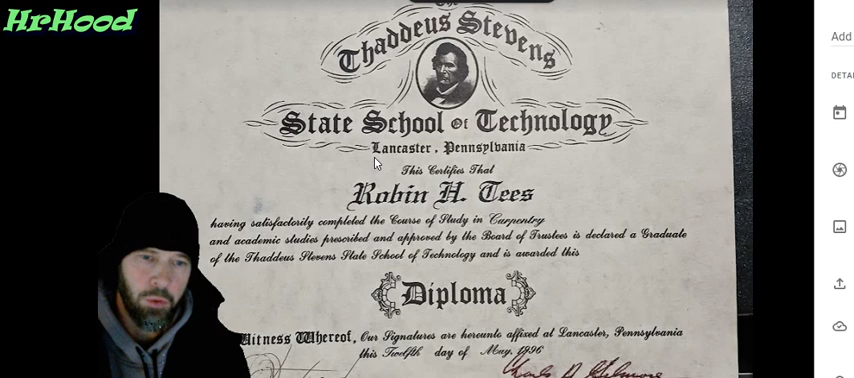 HrHood
The
Thaddeus Stevens
State School of Technology
Lancaster, Pennsylvania
This Certifies That
Robin H. Tees
having satisfactorily completed the Course of Study in Carpentry
and academic studies prescribed and approved by the Board of Trustees is declared a Graduate
of the Thaddeus Stevens State School of Technology and is awarded this
Diploma
Witness Whereof, Our Signatures are hereunto affixed at Lancaster, Pennsylvania
this Twelfth day of May, 1996
Add
DETAI